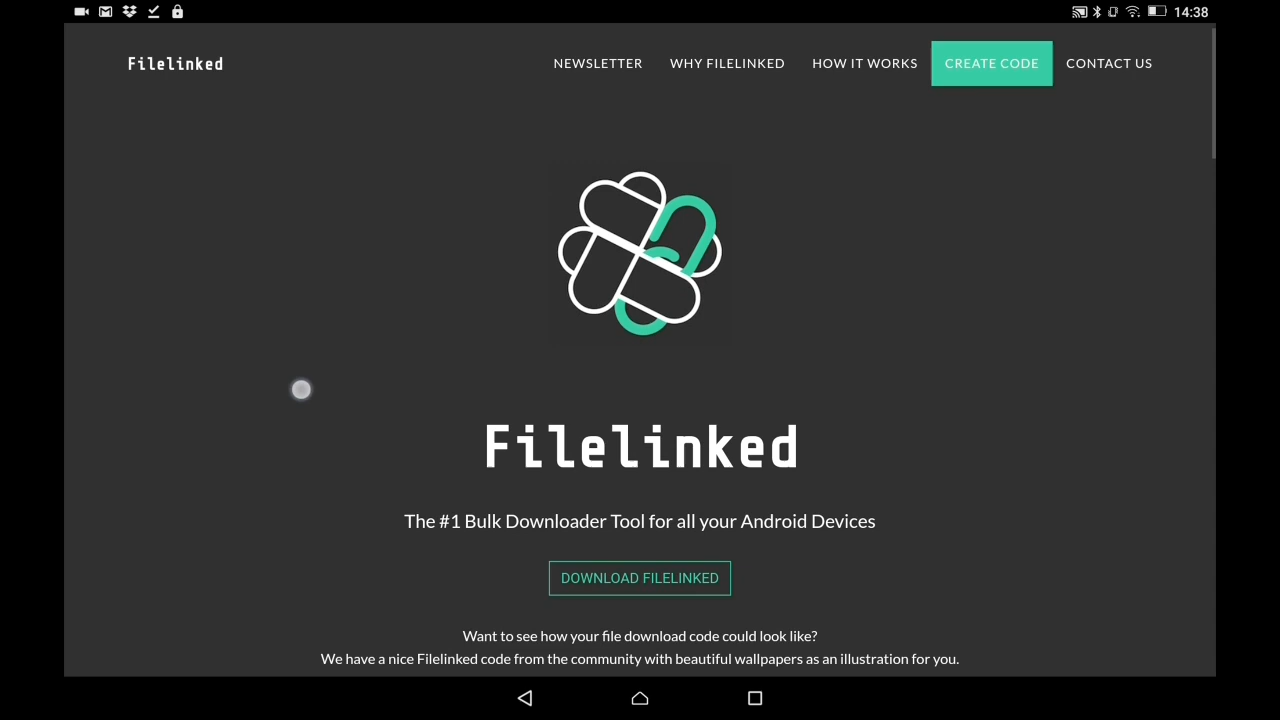 14:38
Filelinked
NEWSLETTER
WHY FILELINKED
HOW IT WORKS
CREATE CODE
CONTACT US
Filelinked
The #1 Bulk Downloader Tool for all your Android Devices
DOWNLOAD FILELINKED
Want to see how your file download code could look like?
We have a nice Filelinked code from the community with beautiful wallpapers as an illustration for you.